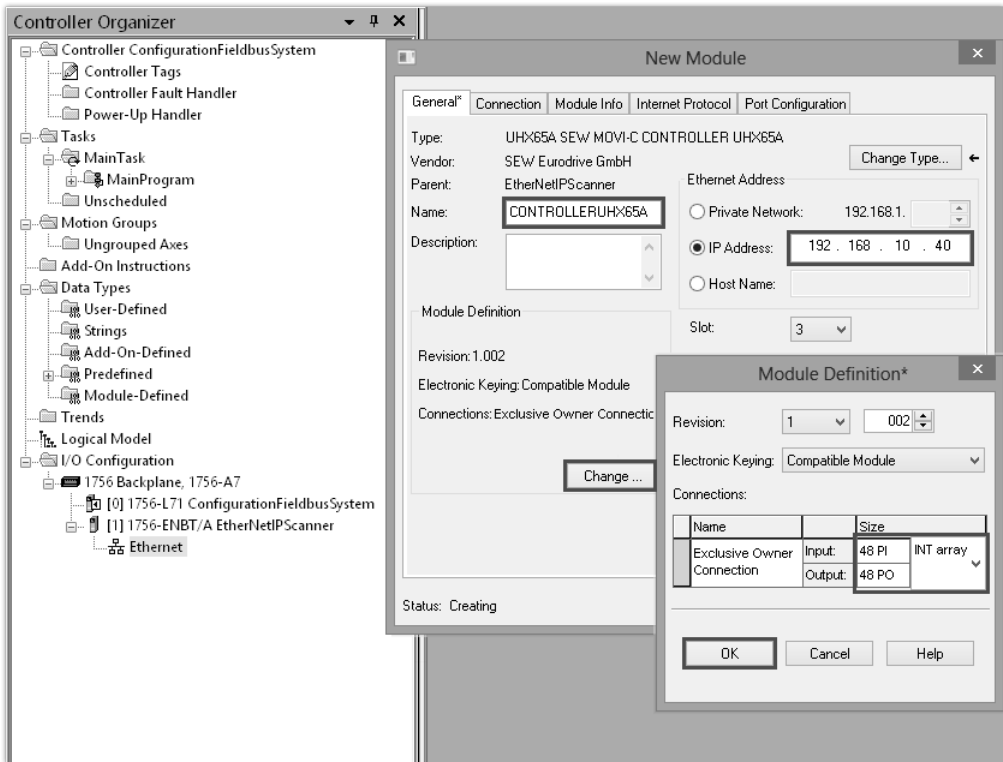 Controller Organizer
Controller ConfigurationFieldbusSystem
Controller Tags
Controller Fault Handler
Power-Up Handler
Tasks
MainTask
MainProgram
Unscheduled
Motion Groups
Ungrouped Axes
Add-On Instructions
Data Types
User-Defined
Strings
Add-On-Defined
Predefined
Module-Defined
Trends
Logical Model
I/O Configuration
1756 Backplane, 1756-A7
[0] 1756-L71 ConfigurationFieldbusSystem
[1] 1756-ENBT/A EtherNetIPScanner
Ethernet
New Module
General* Connection Module Info Internet Protocol Port Configuration
Type: UHX65A SEW MOVI-C CONTROLLER UHX65A
Vendor: SEW Eurodrive GmbH
Change Type...
Parent: EtherNetIPScanner
Name: CONTROLLERUHX65A
Description:
Ethernet Address
Private Network: 192.168.1.
IP Address: 192 . 168 . 10 . 40
Host Name:
Slot: 3
Module Definition
Revision: 1.002
Electronic Keying: Compatible Module
Connections: Exclusive Owner Connectic
Change ...
Status: Creating
Module Definition*
Revision: 1 002
Electronic Keying: Compatible Module
Connections:
Name Size
Exclusive Owner Connection Input: 48 PI INT array
Output: 48 PO
OK Cancel Help